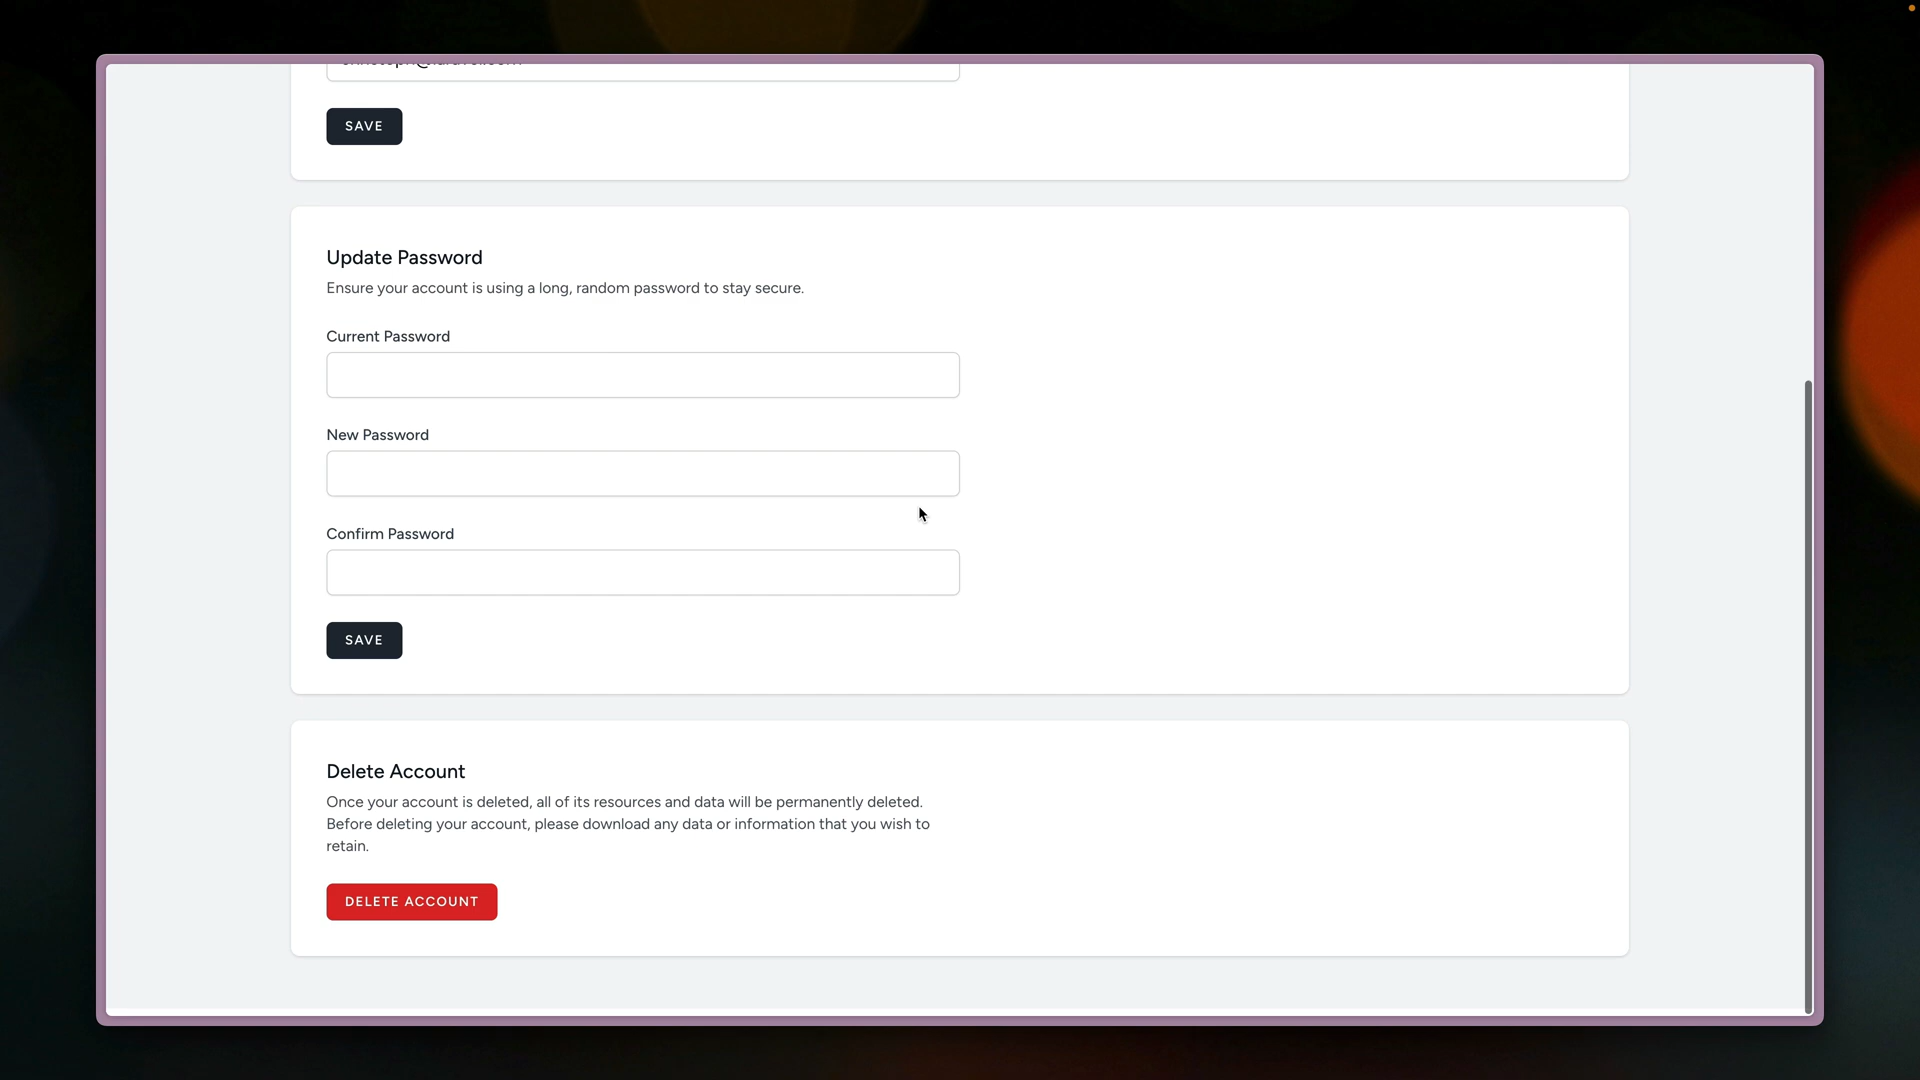 SAVE
Update Password
Ensure your account is using a long, random password to stay secure.
Current Password
New Password
Confirm Password
SAVE
Delete Account
Once your account is deleted, all of its resources and data will be permanently deleted.
Before deleting your account, please download any data or information that you wish to
retain.
DELETE ACCOUNT